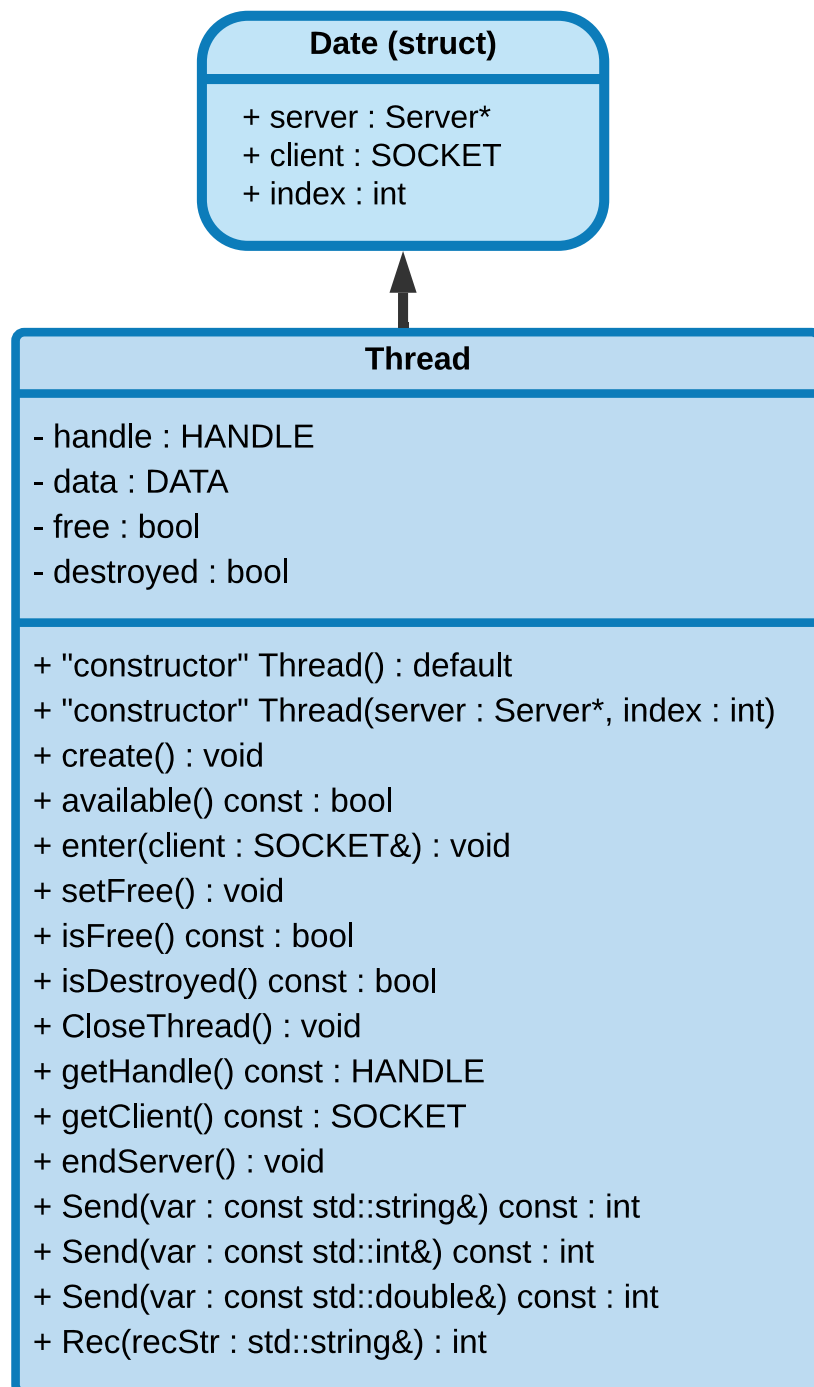 Date (struct)
+ server : Server*
+ client : SOCKET
+ index : int
Thread
- handle : HANDLE
- data : DATA
- free : bool
- destroyed : bool
+ "constructor" Thread() : default
+ "constructor" Thread(server : Server*, index : int)
+ create() : void
+ available() const : bool
+ enter(client : SOCKET&) : void
+ setFree() : void
+ isFree() const : bool
+ isDestroyed() const : bool
+ CloseThread() : void
+ getHandle() const : HANDLE
+ getClient() const : SOCKET
+ endServer() : void
+ Send(var : const std::string&) const : int
+ Send(var : const std::int&) const : int
+ Send(var : const std::double&) const : int
+ Rec(recStr : std::string&) : int